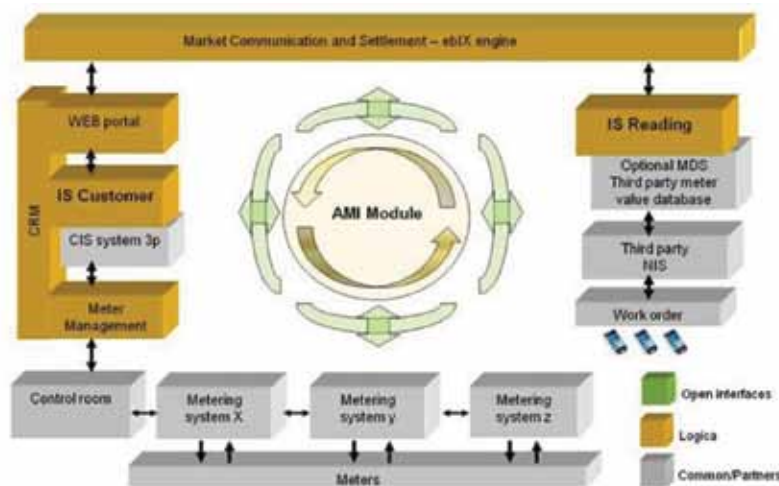 Market Communication and Settlement – ebIX engine
WEB portal
IS Customer
CIS system 3p
Meter
Management
CRM
AMI Module
IS Reading
Optional MDS
Third party meter
value database
Third party
NIS
Work order
Control room
Metering
system X
Metering
system y
Metering
system z
Meters
Open interfaces
Logica
Common/Partners